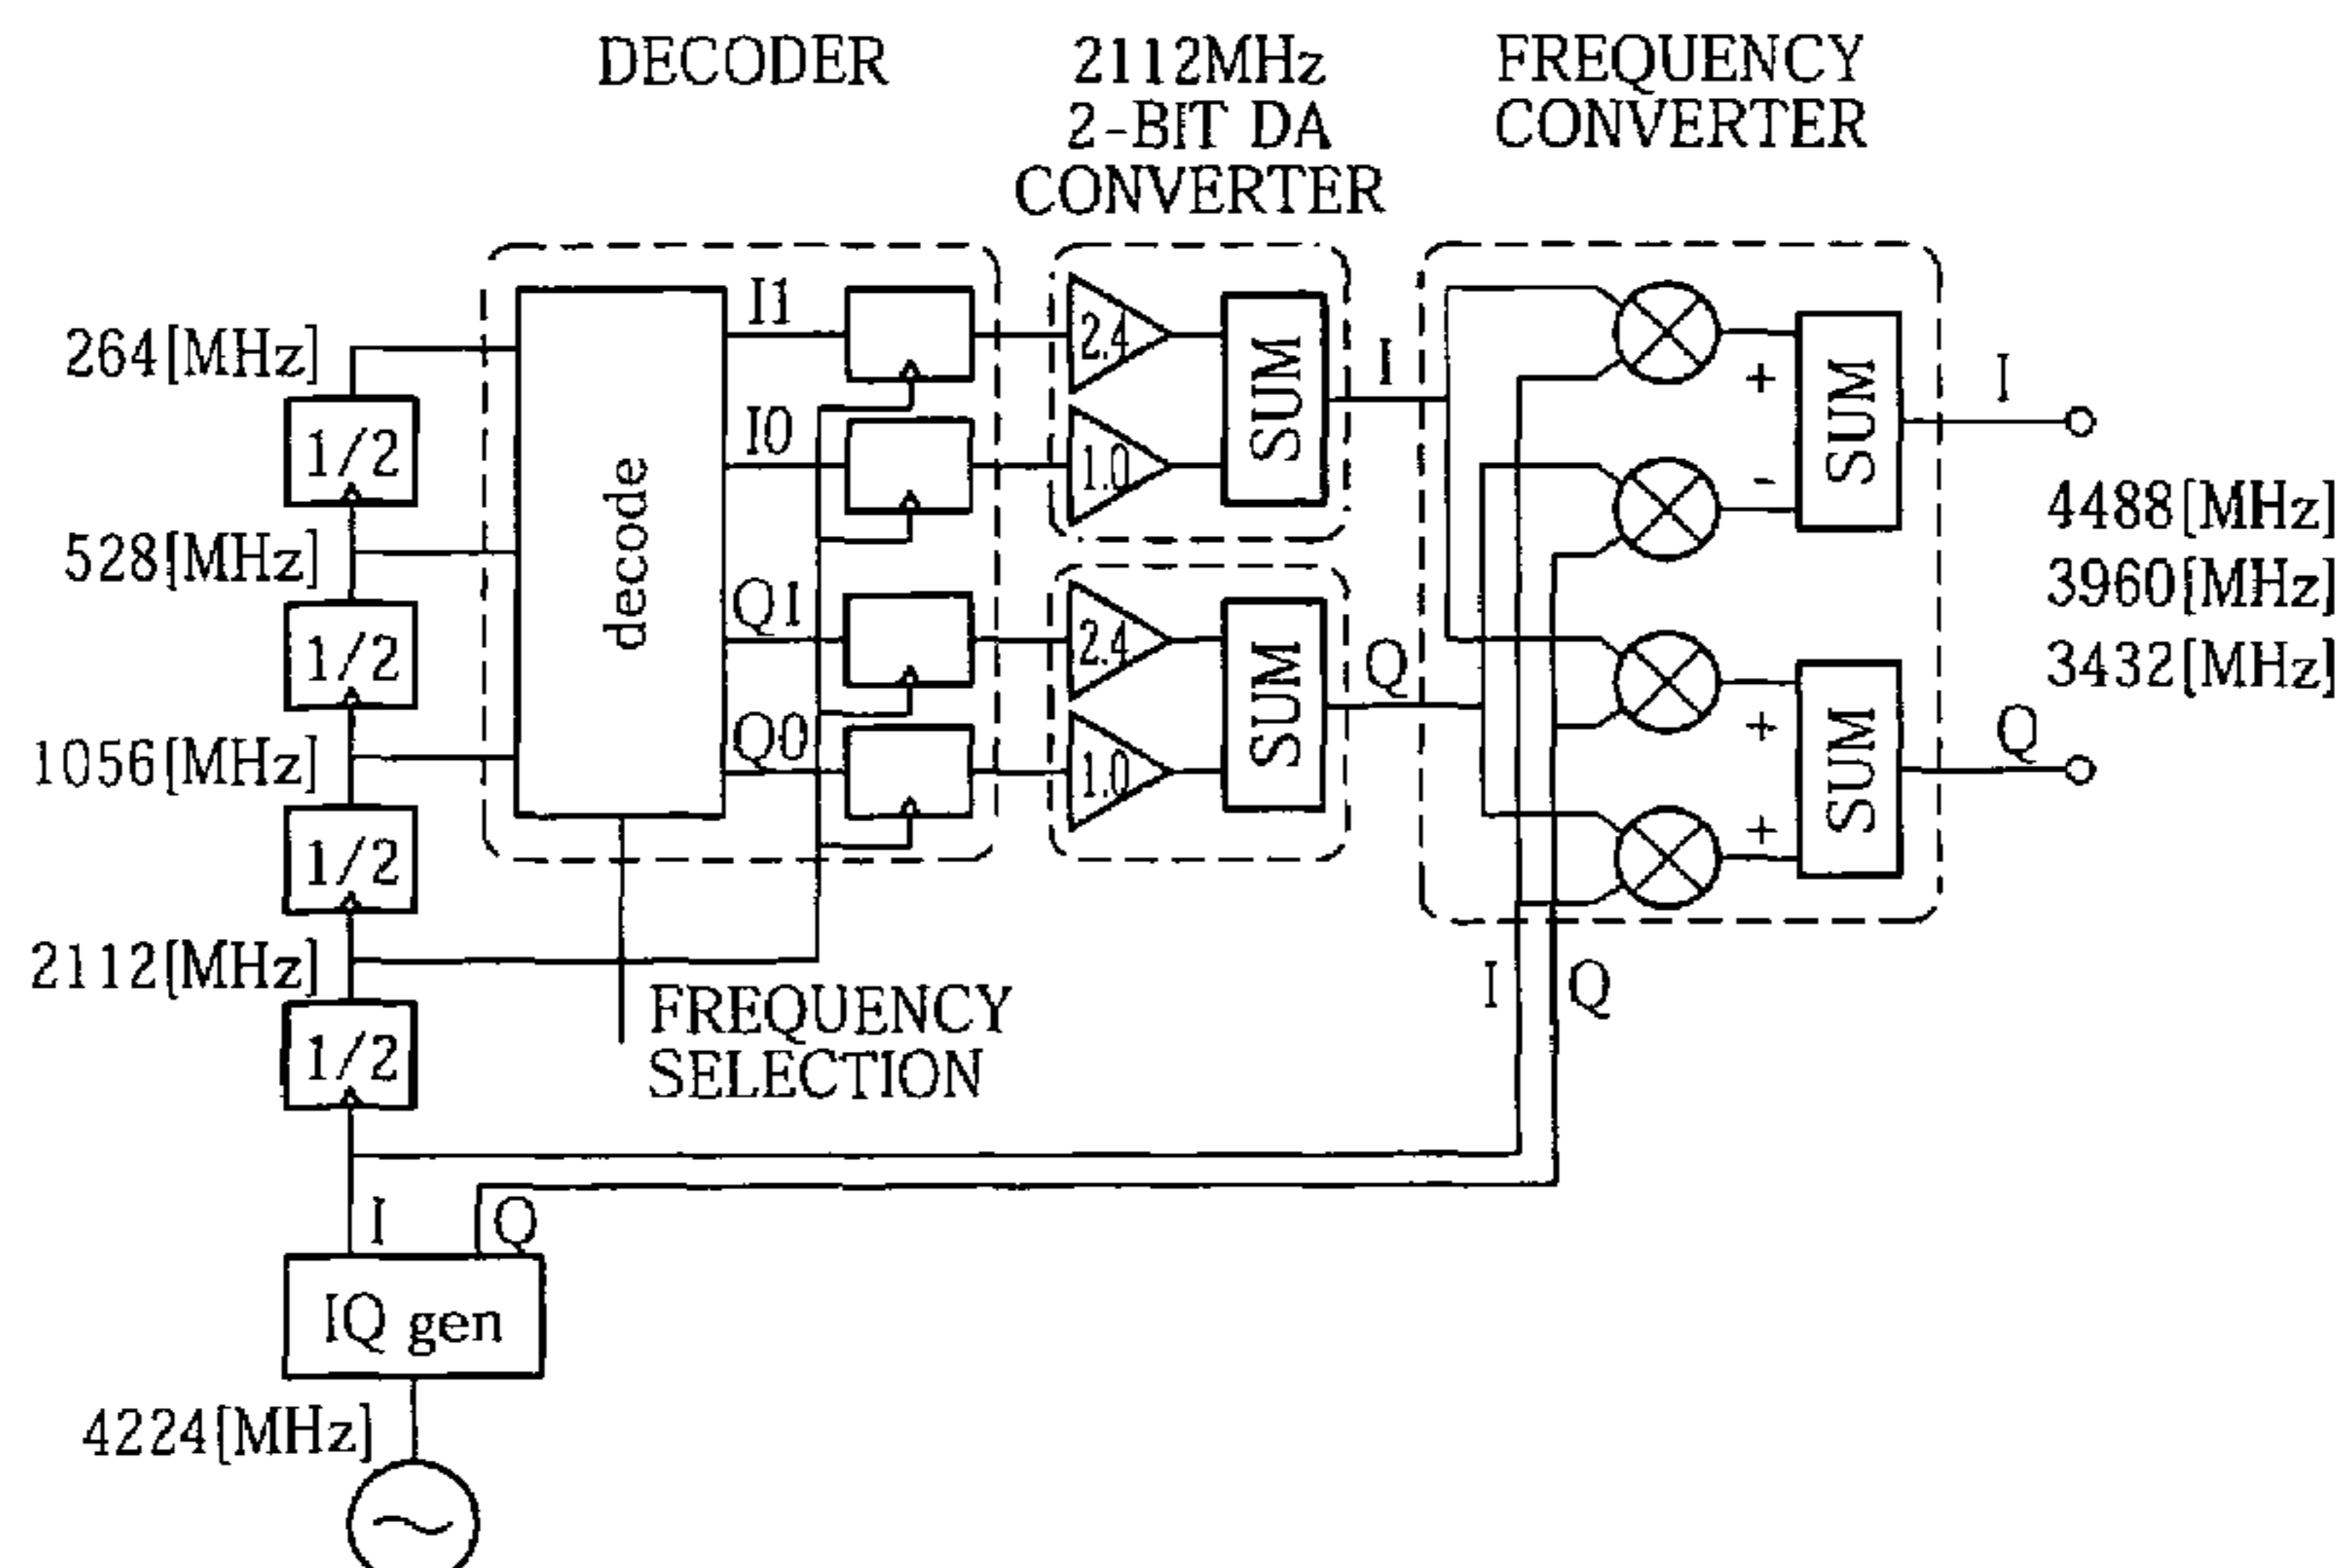 DECODER
2112MHz
2-BIT DA
CONVERTER
FREQUENCY
CONVERTER
264[MHz]
1/2
528[MHz]
1/2
1056[MHz]
1/2
2112[MHz]
1/2
decode
I1
I0
Q1
Q0
2.4
1.0
SUM
I
2.4
1.0
SUM
Q
+
-
SUM
I
+
+
SUM
Q
4488[MHz]
3960[MHz]
3432[MHz]
FREQUENCY
SELECTION
I
Q
I
Q
IQ gen
4224[MHz]